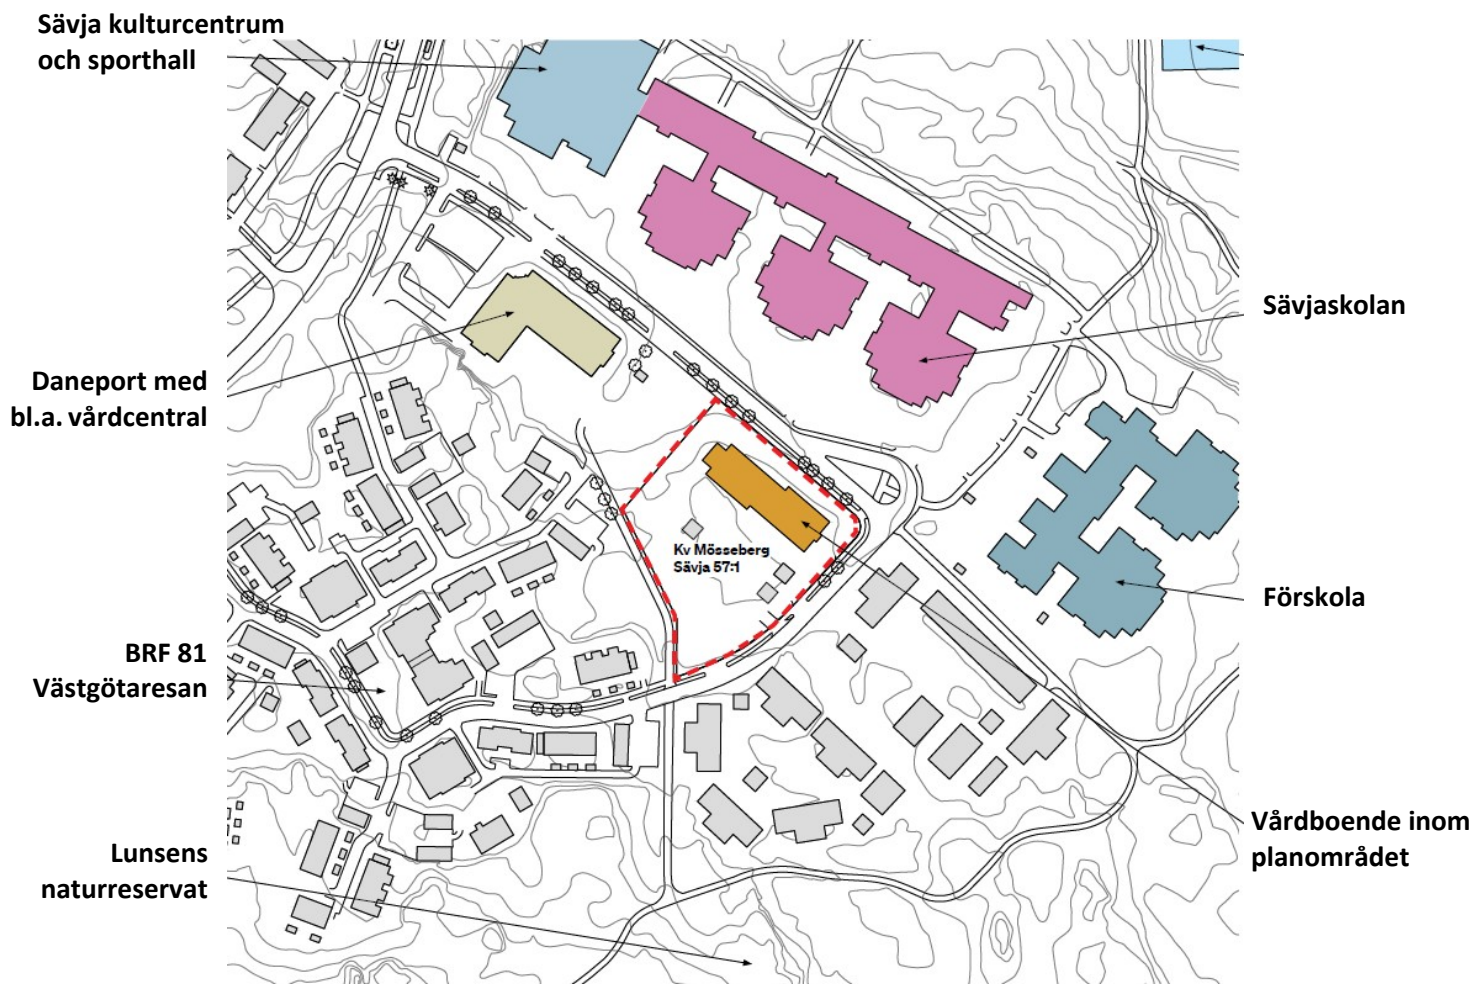 Sävja kulturcentrum
och sporthall
Sävjaskolan
Daneport med
bl.a. vårdcentral
Kv Mösseberg
Sävja 57:1
Förskola
BRF 81
Västgötaresan
Vårdboende inom
planområdet
Lunsens
naturreservat